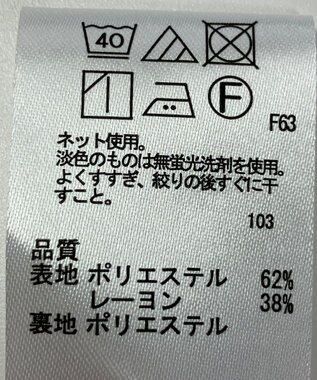 40
F
F63
ネット使用。
淡色のものは無蛍光洗剤を使用。
よくすすぎ、絞りの後すぐに干
すこと。
103
品質
表地 ポリエステル 62%
レーヨン 38%
裏地 ポリエステル